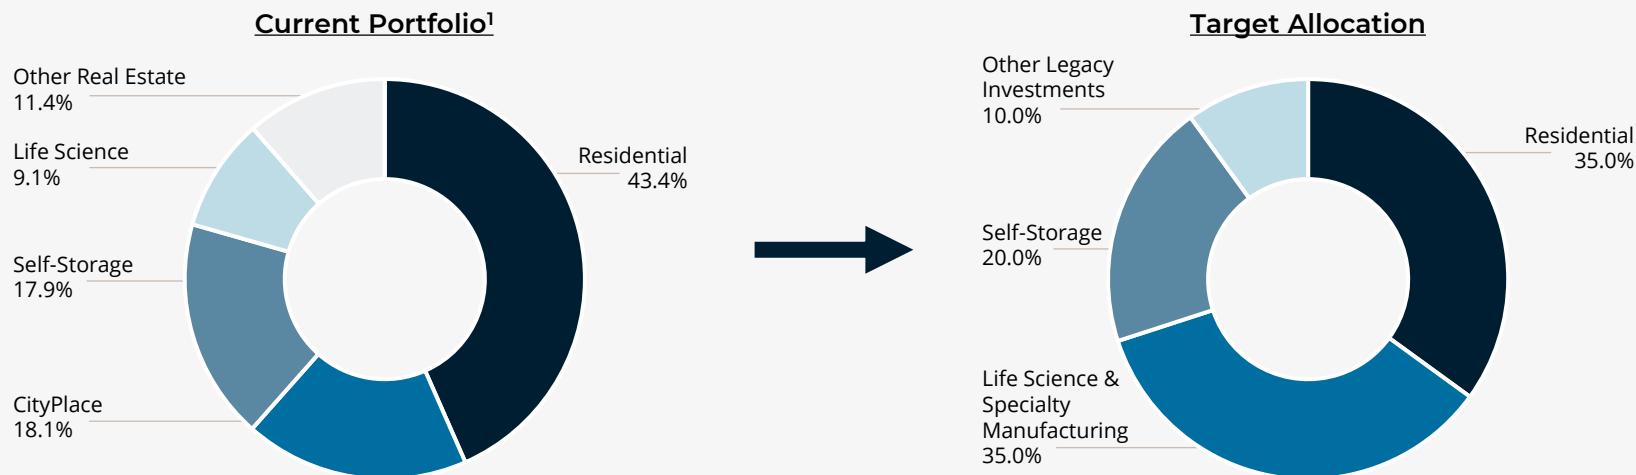 Current Portfolio¹
Other Real Estate
11.4%
Life Science
9.1%
Self-Storage
17.9%
CityPlace
18.1%
Residential
43.4%
Target Allocation
Other Legacy
Investments
10.0%
Self-Storage
20.0%
Life Science &
Specialty
Manufacturing
35.0%
Residential
35.0%